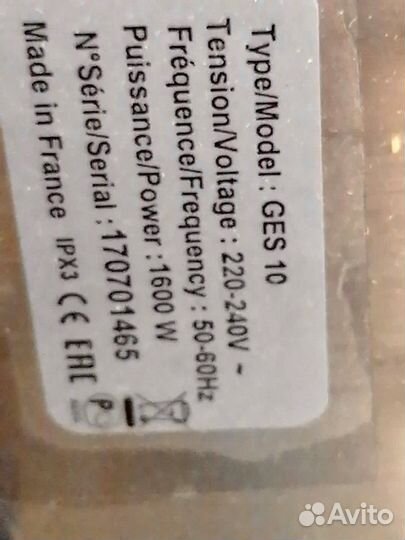 Type/Model : GES 10
Tension/Voltage : 220-240V ~
Fréquence/Frequency : 50-60Hz
Puissance/Power : 1600 W
N°Série/Serial : 170701465
Made in France IPX3 CE EAC
Avito